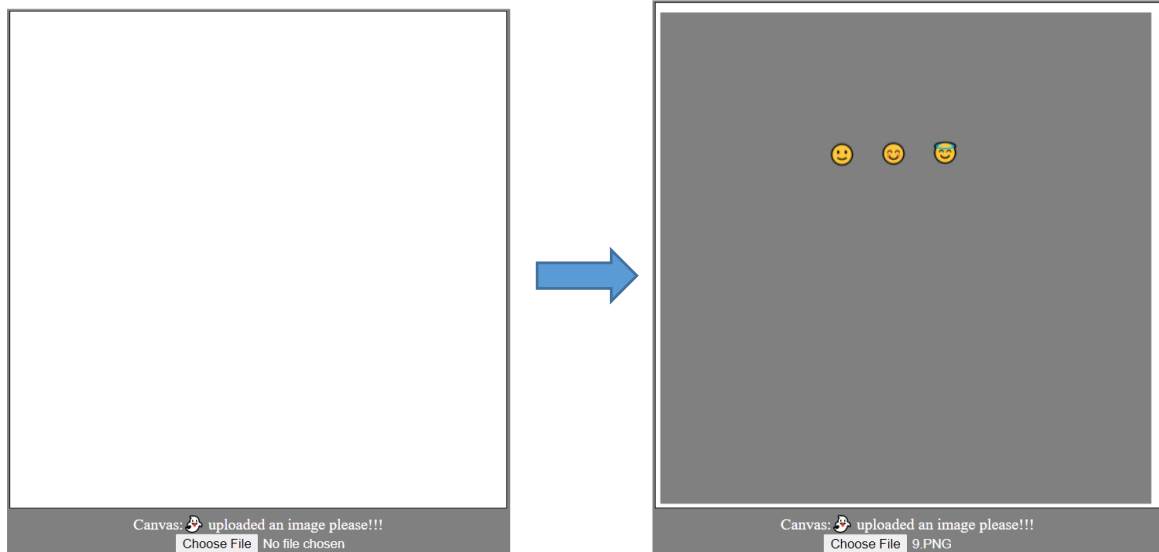 Canvas: uploaded an image please!!!
Choose File No file chosen
Canvas: uploaded an image please!!!
Choose File 9.PNG